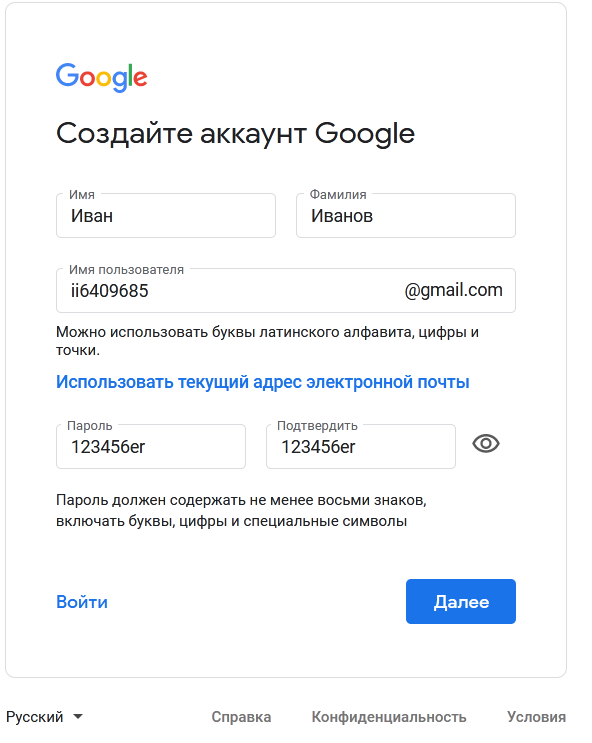 Google
Создайте аккаунт Google
Имя
Фамилия
Иван
Иванов
Имя пользователя
ii6409685
@gmail.com
Можно использовать буквы латинского алфавита, цифры и
точки.
Использовать текущий адрес электронной почты
Пароль
Подтвердить
123456er
123456er
Пароль должен содержать не менее восьми знаков,
включать буквы, цифры и специальные символы
Войти
Далее
Русский
Справка
Конфиденциальность
Условия